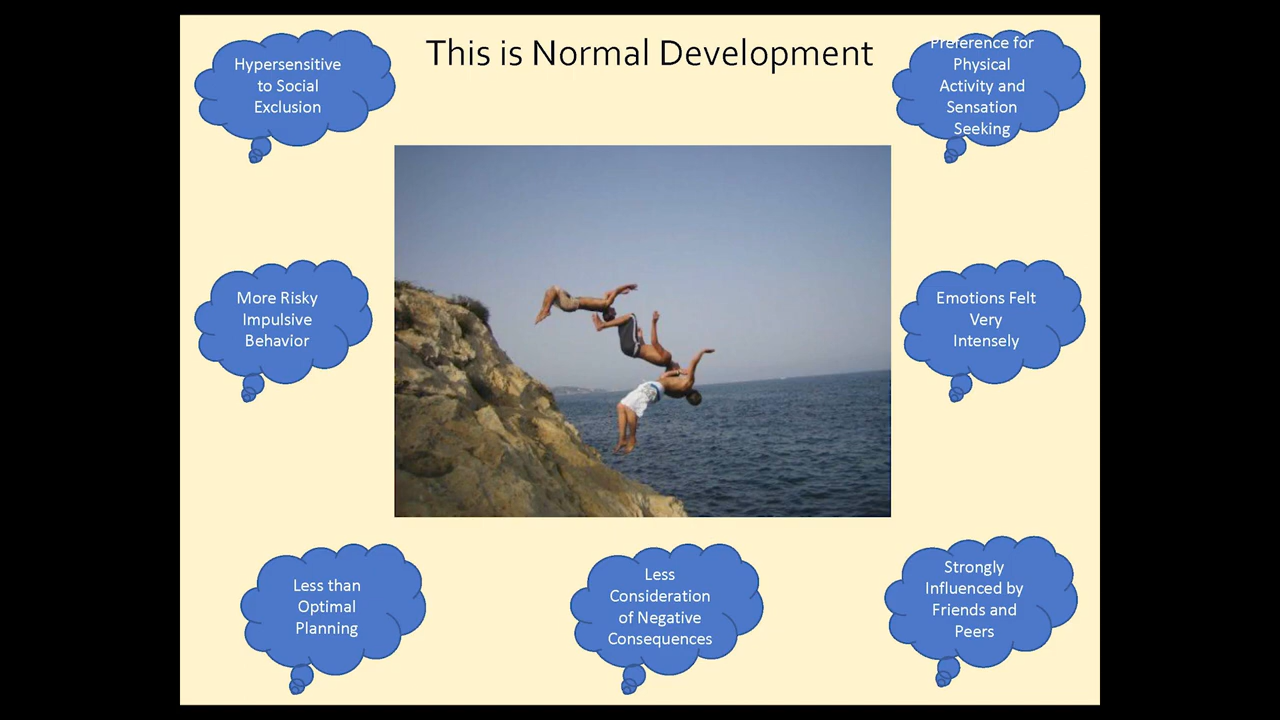 This is Normal Development
Hypersensitive
to Social
Exclusion
Preference for
Physical
Activity and
Sensation
Seeking
More Risky
Impulsive
Behavior
Emotions Felt
Very
Intensely
Less than
Optimal
Planning
Less
Consideration
of Negative
Consequences
Strongly
Influenced by
Friends and
Peers